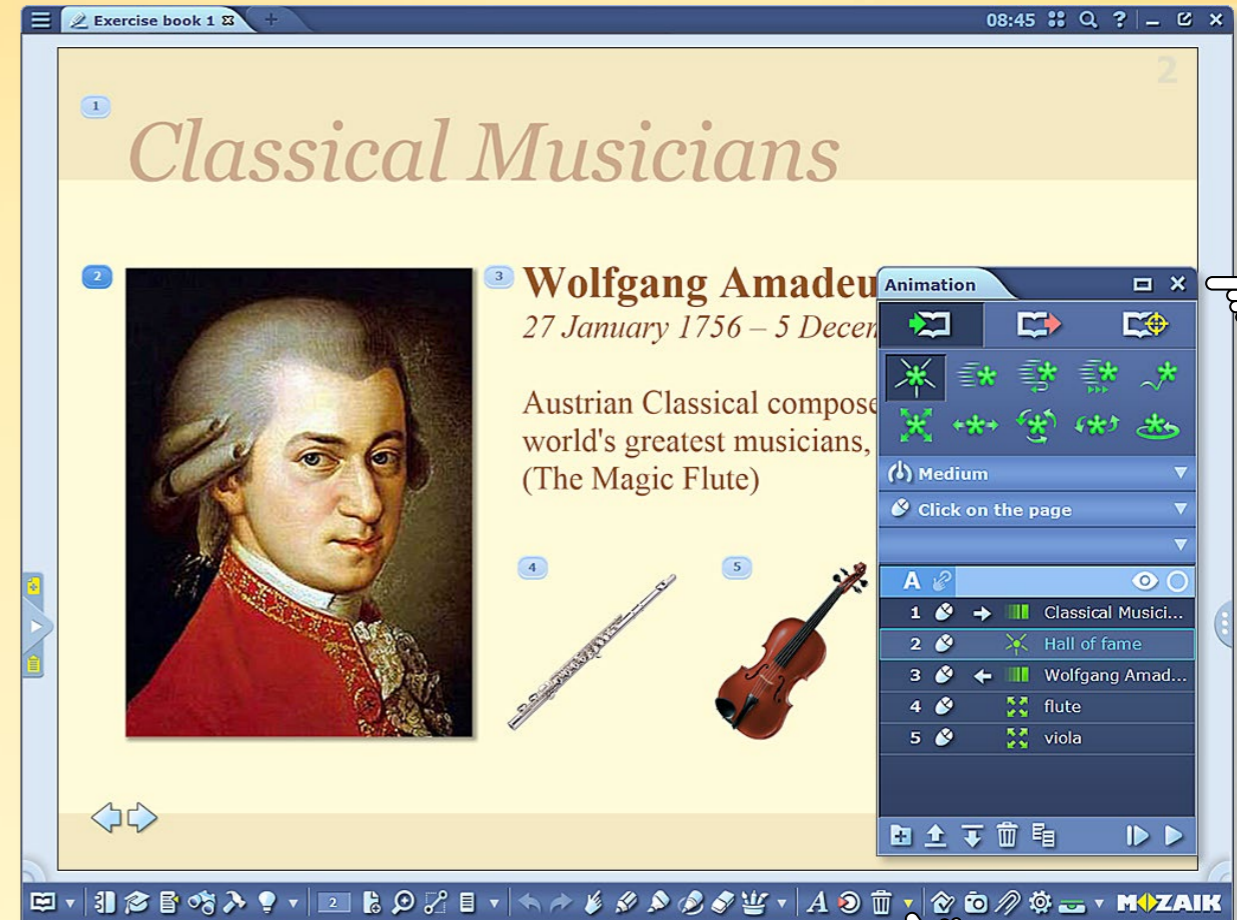 Exercise book 1
08:45
2
1
Classical Musicians
2
3
Wolfgang Amadeu
27 January 1756 – 5 Decem
Austrian Classical compose
world's greatest musicians,
(The Magic Flute)
4
5
Animation
Medium
Click on the page
A
1 Classical Musici...
2 Hall of fame
3 Wolfgang Amad...
4 flute
5 viola
2
A
MOZAIK